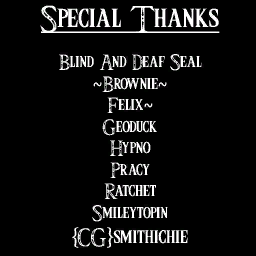 Special Thanks
Blind And Deaf Seal
~Brownie~
Felix~
Geoduck
Hypno
Pracy
Ratchet
Smileytopin
{CG}smithichie